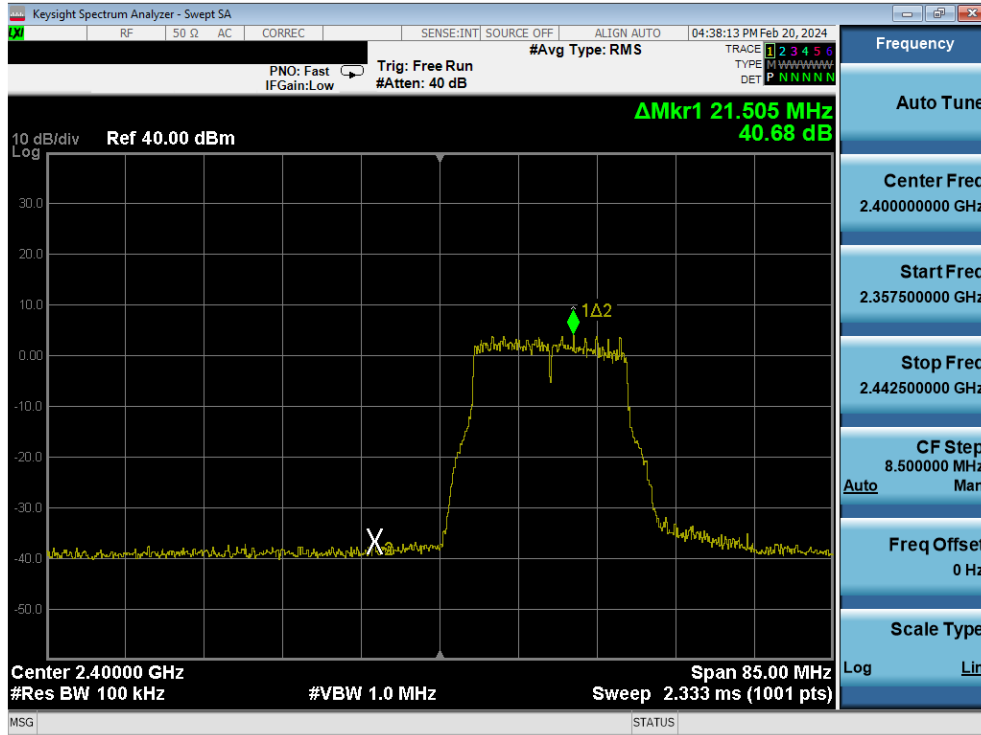 Keysight Spectrum Analyzer - Swept SA
LXI RF 50 Ω AC CORREC SENSE:INT SOURCE OFF ALIGN AUTO 04:38:13 PM Feb 20, 2024
#Avg Type: RMS
TRACE 1 2 3 4 5 6
TYPE M WWWWW
DET P N N N N N
PNO: Fast
IFGain:Low
Trig: Free Run
#Atten: 40 dB
ΔMkr1 21.505 MHz
40.68 dB
10 dB/div
Log
Ref 40.00 dBm
30.0
20.0
10.0
0.00
-10.0
-20.0
-30.0
-40.0
-50.0
1Δ2
X2
Center 2.40000 GHz
Span 85.00 MHz
#Res BW 100 kHz
#VBW 1.0 MHz
Sweep 2.333 ms (1001 pts)
MSG
STATUS
Frequency
Auto Tune
Center Freq
2.400000000 GHz
Start Freq
2.357500000 GHz
Stop Freq
2.442500000 GHz
CF Step
8.500000 MHz
Auto Man
Freq Offset
0 Hz
Scale Type
Log Lin